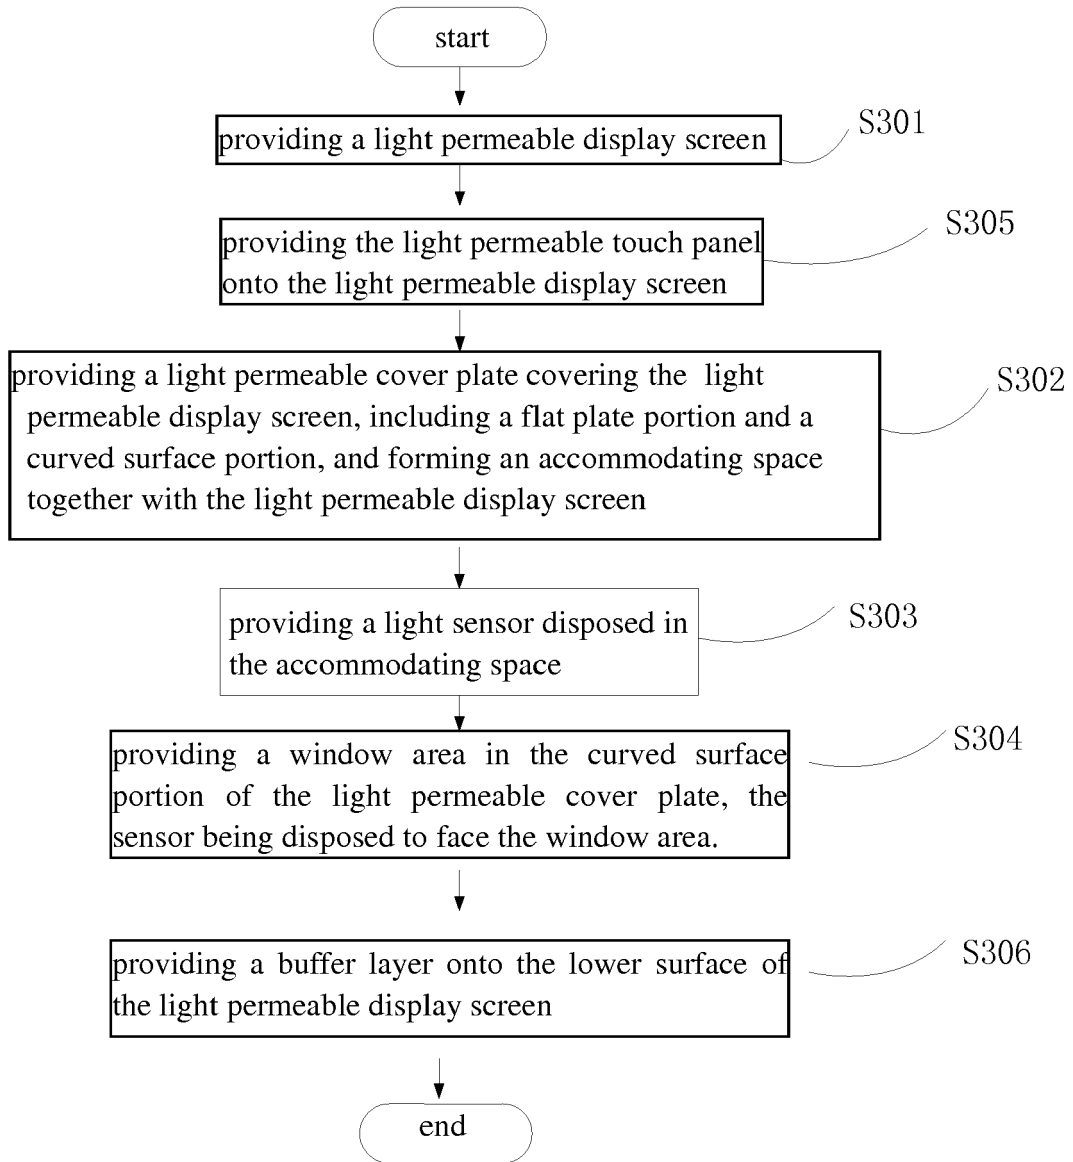 start
providing a light permeable display screen
S301
providing the light permeable touch panel
onto the light permeable display screen
S305
providing a light permeable cover plate covering the light
permeable display screen, including a flat plate portion and a
curved surface portion, and forming an accommodating space
together with the light permeable display screen
S302
providing a light sensor disposed in
the accommodating space
S303
providing a window area in the curved surface
portion of the light permeable cover plate, the
sensor being disposed to face the window area.
S304
providing a buffer layer onto the lower surface of
the light permeable display screen
S306
end